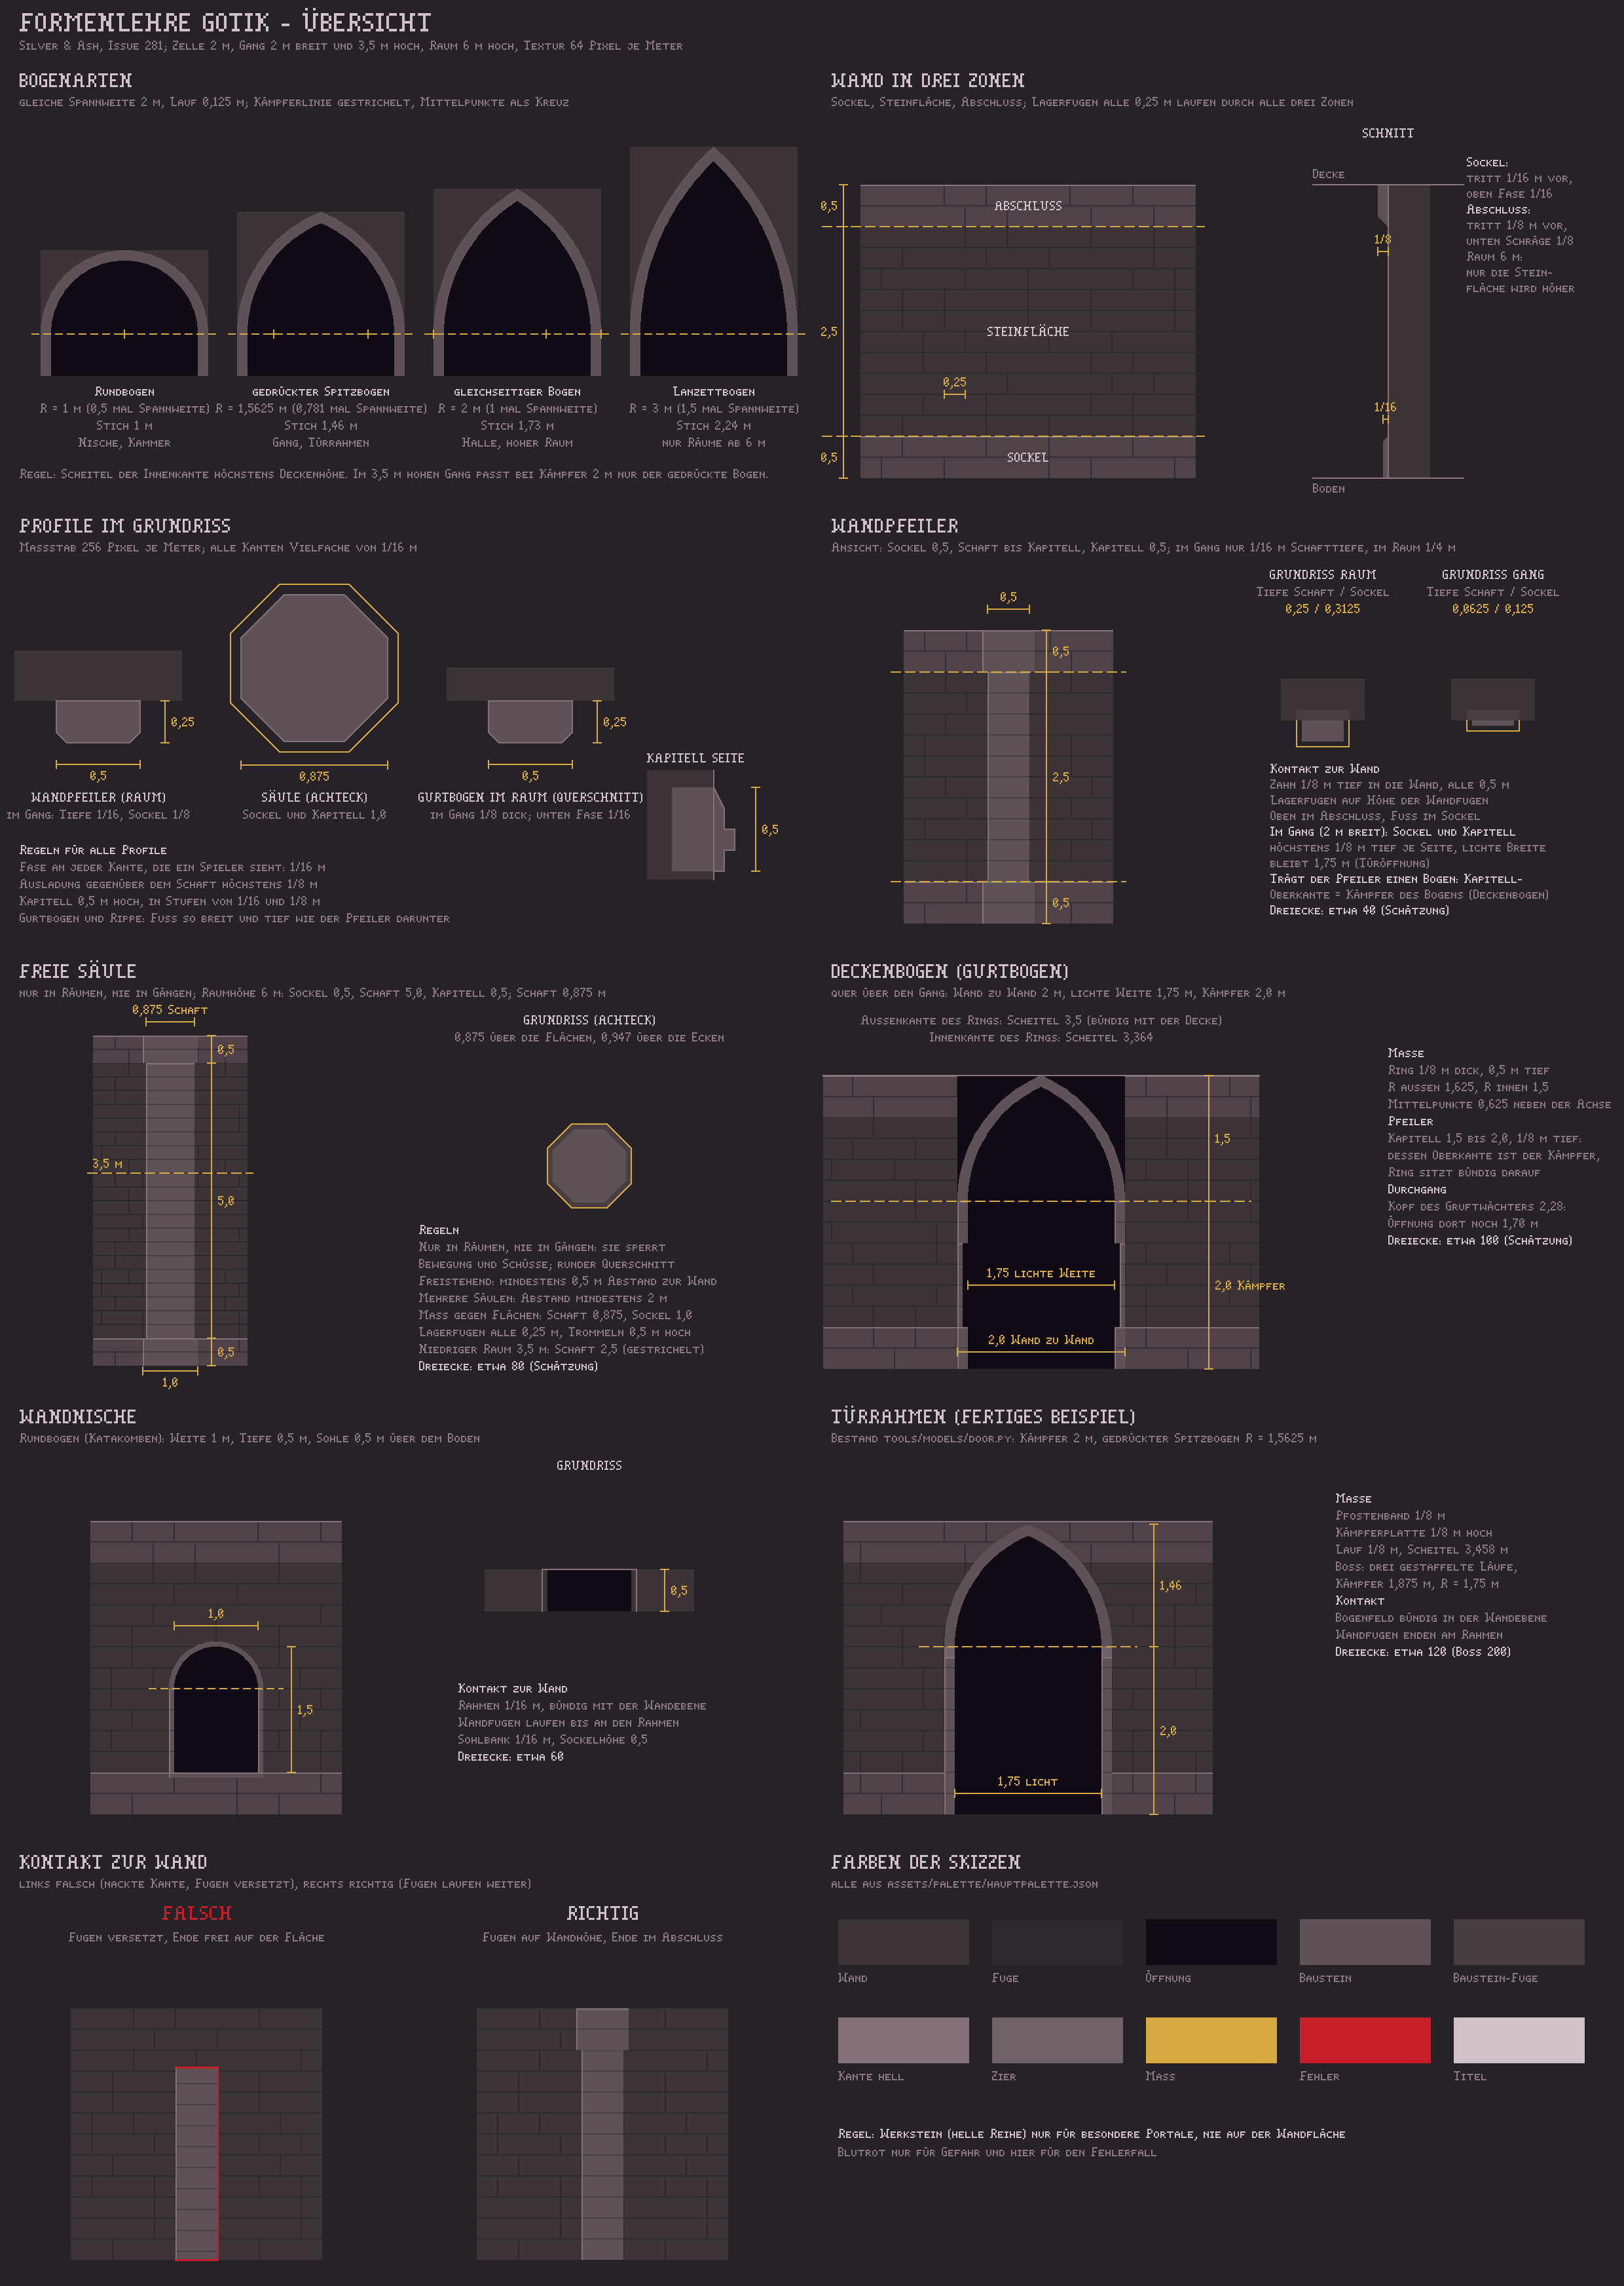 FORMENLEHRE GOTIK - ÜBERSICHT
Silver & Ash, Issue 281; Zelle 2 m, Gang 2 m breit und 3,5 m hoch, Raum 6 m hoch, Textur 64 Pixel je Meter
BOGENARTEN
gleiche Spannweite 2 m, Lauf 0,125 m; Kämpferlinie gestrichelt, Mittelpunkte als Kreuz
Rundbogen
R = 1 m (0,5 mal Spannweite)
Stich 1 m
Nische, Kammer
gedrückter Spitzbogen
R = 1,5625 m (0,781 mal Spannweite)
Stich 1,46 m
Gang, Türrahmen
gleichseitiger Bogen
R = 2 m (1 mal Spannweite)
Stich 1,73 m
Halle, hoher Raum
Lanzettbogen
R = 3 m (1,5 mal Spannweite)
Stich 2,24 m
nur Räume ab 6 m
Regel: Scheitel der Innenkante höchstens Deckenhöhe. Im 3,5 m hohen Gang passt bei Kämpfer 2 m nur der gedrückte Bogen.
WAND IN DREI ZONEN
Sockel, Steinfläche, Abschluss; Lagerfugen alle 0,25 m laufen durch alle drei Zonen
0,5
2,5
0,5
ABSCHLUSS
STEINFLÄCHE
0,25
SOCKEL
SCHNITT
Decke
1/8
1/16
Boden
Sockel:
tritt 1/16 m vor,
oben Fase 1/16
Abschluss:
tritt 1/8 m vor,
unten Schräge 1/8
Raum 6 m:
nur die Stein-
fläche wird höher
PROFILE IM GRUNDRISS
Massstab 256 Pixel je Meter; alle Kanten Vielfache von 1/16 m
0,25
0,5
WANDPFEILER (RAUM)
im Gang: Tiefe 1/16, Sockel 1/8
0,875
SÄULE (ACHTECK)
Sockel und Kapitell 1,0
0,25
0,5
GURTBOGEN IM RAUM (QUERSCHNITT)
im Gang 1/8 dick; unten Fase 1/16
KAPITELL SEITE
0,5
Regeln für alle Profile
Fase an jeder Kante, die ein Spieler sieht: 1/16 m
Ausladung gegenüber dem Schaft höchstens 1/8 m
Kapitell 0,5 m hoch, in Stufen von 1/16 und 1/8 m
Gurtbogen und Rippe: Fuss so breit und tief wie der Pfeiler darunter
WANDPFEILER
Ansicht: Sockel 0,5, Schaft bis Kapitell, Kapitell 0,5; im Gang nur 1/16 m Schafttiefe, im Raum 1/4 m
0,5
0,5
2,5
0,5
GRUNDRISS RAUM
Tiefe Schaft / Sockel
0,25 / 0,3125
GRUNDRISS GANG
Tiefe Schaft / Sockel
0,0625 / 0,125
Kontakt zur Wand
Zahn 1/8 m tief in die Wand, alle 0,5 m
Lagerfugen auf Höhe der Wandfugen
Oben im Abschluss, Fuss im Sockel
Im Gang (2 m breit): Sockel und Kapitell
höchstens 1/8 m tief je Seite, lichte Breite
bleibt 1,75 m (Türöffnung)
Trägt der Pfeiler einen Bogen: Kapitell-
Oberkante = Kämpfer des Bogens (Deckenbogen)
Dreiecke: etwa 40 (Schätzung)
FREIE SÄULE
nur in Räumen, nie in Gängen; Raumhöhe 6 m: Sockel 0,5, Schaft 5,0, Kapitell 0,5; Schaft 0,875 m
0,875 Schaft
0,5
3,5 m
5,0
0,5
1,0
GRUNDRISS (ACHTECK)
0,875 über die Flächen, 0,947 über die Ecken
Regeln
Nur in Räumen, nie in Gängen: sie sperrt
Bewegung und Schüsse; runder Querschnitt
Freistehend: mindestens 0,5 m Abstand zur Wand
Mehrere Säulen: Abstand mindestens 2 m
Mass gegen Flächen: Schaft 0,875, Sockel 1,0
Lagerfugen alle 0,25 m, Trommeln 0,5 m hoch
Niedriger Raum 3,5 m: Schaft 2,5 (gestrichelt)
Dreiecke: etwa 80 (Schätzung)
DECKENBOGEN (GURTBOGEN)
quer über den Gang: Wand zu Wand 2 m, lichte Weite 1,75 m, Kämpfer 2,0 m
Aussenkante des Rings: Scheitel 3,5 (bündig mit der Decke)
Innenkante des Rings: Scheitel 3,364
1,5
1,75 lichte Weite
2,0 Kämpfer
2,0 Wand zu Wand
Masse
Ring 1/8 m dick, 0,5 m tief
R aussen 1,625, R innen 1,5
Mittelpunkte 0,625 neben der Achse
Pfeiler
Kapitell 1,5 bis 2,0, 1/8 m tief:
dessen Oberkante ist der Kämpfer,
Ring sitzt bündig darauf
Durchgang
Kopf des Gruftwächters 2,28:
Öffnung dort noch 1,70 m
Dreiecke: etwa 100 (Schätzung)
WANDNISCHE
Rundbogen (Katakomben): Weite 1 m, Tiefe 0,5 m, Sohle 0,5 m über dem Boden
1,0
1,5
GRUNDRISS
0,5
Kontakt zur Wand
Rahmen 1/16 m, bündig mit der Wandebene
Wandfugen laufen bis an den Rahmen
Sohlbank 1/16 m, Sockelhöhe 0,5
Dreiecke: etwa 60
TÜRRAHMEN (FERTIGES BEISPIEL)
Bestand tools/models/door.py: Kämpfer 2 m, gedrückter Spitzbogen R = 1,5625 m
1,46
2,0
1,75 licht
Masse
Pfostenband 1/8 m
Kämpferplatte 1/8 m hoch
Lauf 1/8 m, Scheitel 3,458 m
Boss: drei gestaffelte Läufe,
Kämpfer 1,875 m, R = 1,75 m
Kontakt
Bogenfeld bündig in der Wandebene
Wandfugen enden am Rahmen
Dreiecke: etwa 120 (Boss 200)
KONTAKT ZUR WAND
links falsch (nackte Kante, Fugen versetzt), rechts richtig (Fugen laufen weiter)
FALSCH
Fugen versetzt, Ende frei auf der Fläche
RICHTIG
Fugen auf Wandhöhe, Ende im Abschluss
FARBEN DER SKIZZEN
alle aus assets/palette/hauptpalette.json
Wand
Fuge
Öffnung
Baustein
Baustein-Fuge
Kante hell
Zier
Mass
Fehler
Titel
Regel: Werkstein (helle Reihe) nur für besondere Portale, nie auf der Wandfläche
Blutrot nur für Gefahr und hier für den Fehlerfall